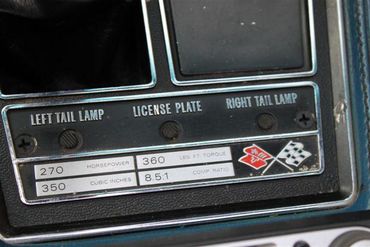 LEFT TAIL LAMP LICENSE PLATE RIGHT TAIL LAMP
270 HORSEPOWER 360 LBS. FT. TORQUE
350 CUBIC INCHES 8.5:1 COMP. RATIO